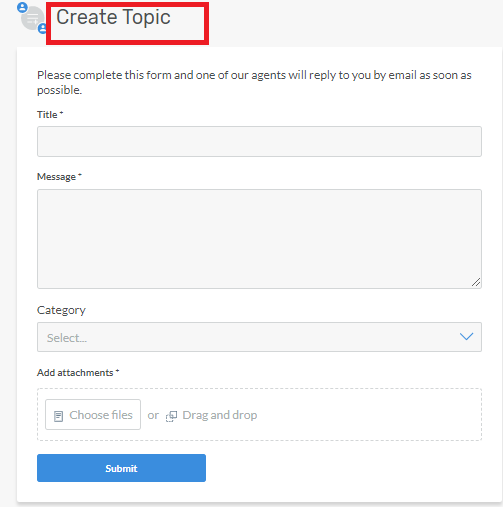 Create Topic
Please complete this form and one of our agents will reply to you by email as soon as
possible.
Title *
Message *
Category
Select...
Add attachments *
Choose files or Drag and drop
Submit